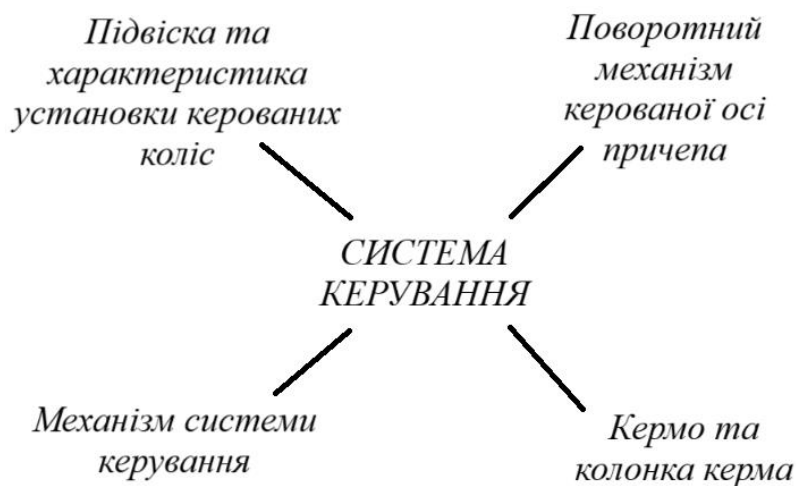 Підвіска та
характеристика
установки керованих
коліс
Поворотний
механізм
керованої осі
причепа
СИСТЕМА
КЕРУВАННЯ
Механізм системи
керування
Кермо та
колонка керма